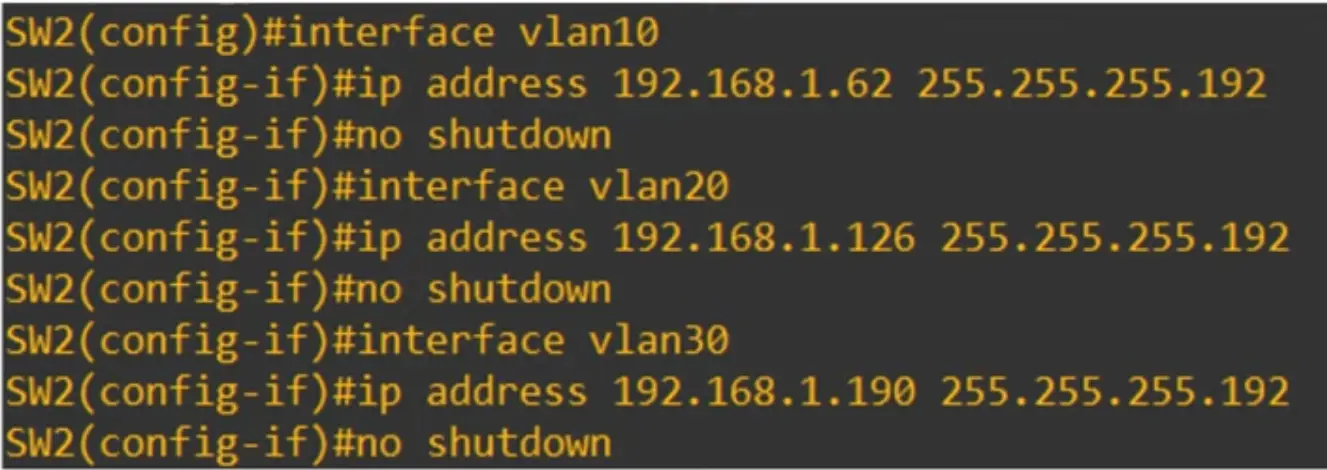 SW2(config)#interface vlan10
SW2(config-if)#ip address 192.168.1.62 255.255.255.192
SW2(config-if)#no shutdown
SW2(config-if)#interface vlan20
SW2(config-if)#ip address 192.168.1.126 255.255.255.192
SW2(config-if)#no shutdown
SW2(config-if)#interface vlan30
SW2(config-if)#ip address 192.168.1.190 255.255.255.192
SW2(config-if)#no shutdown